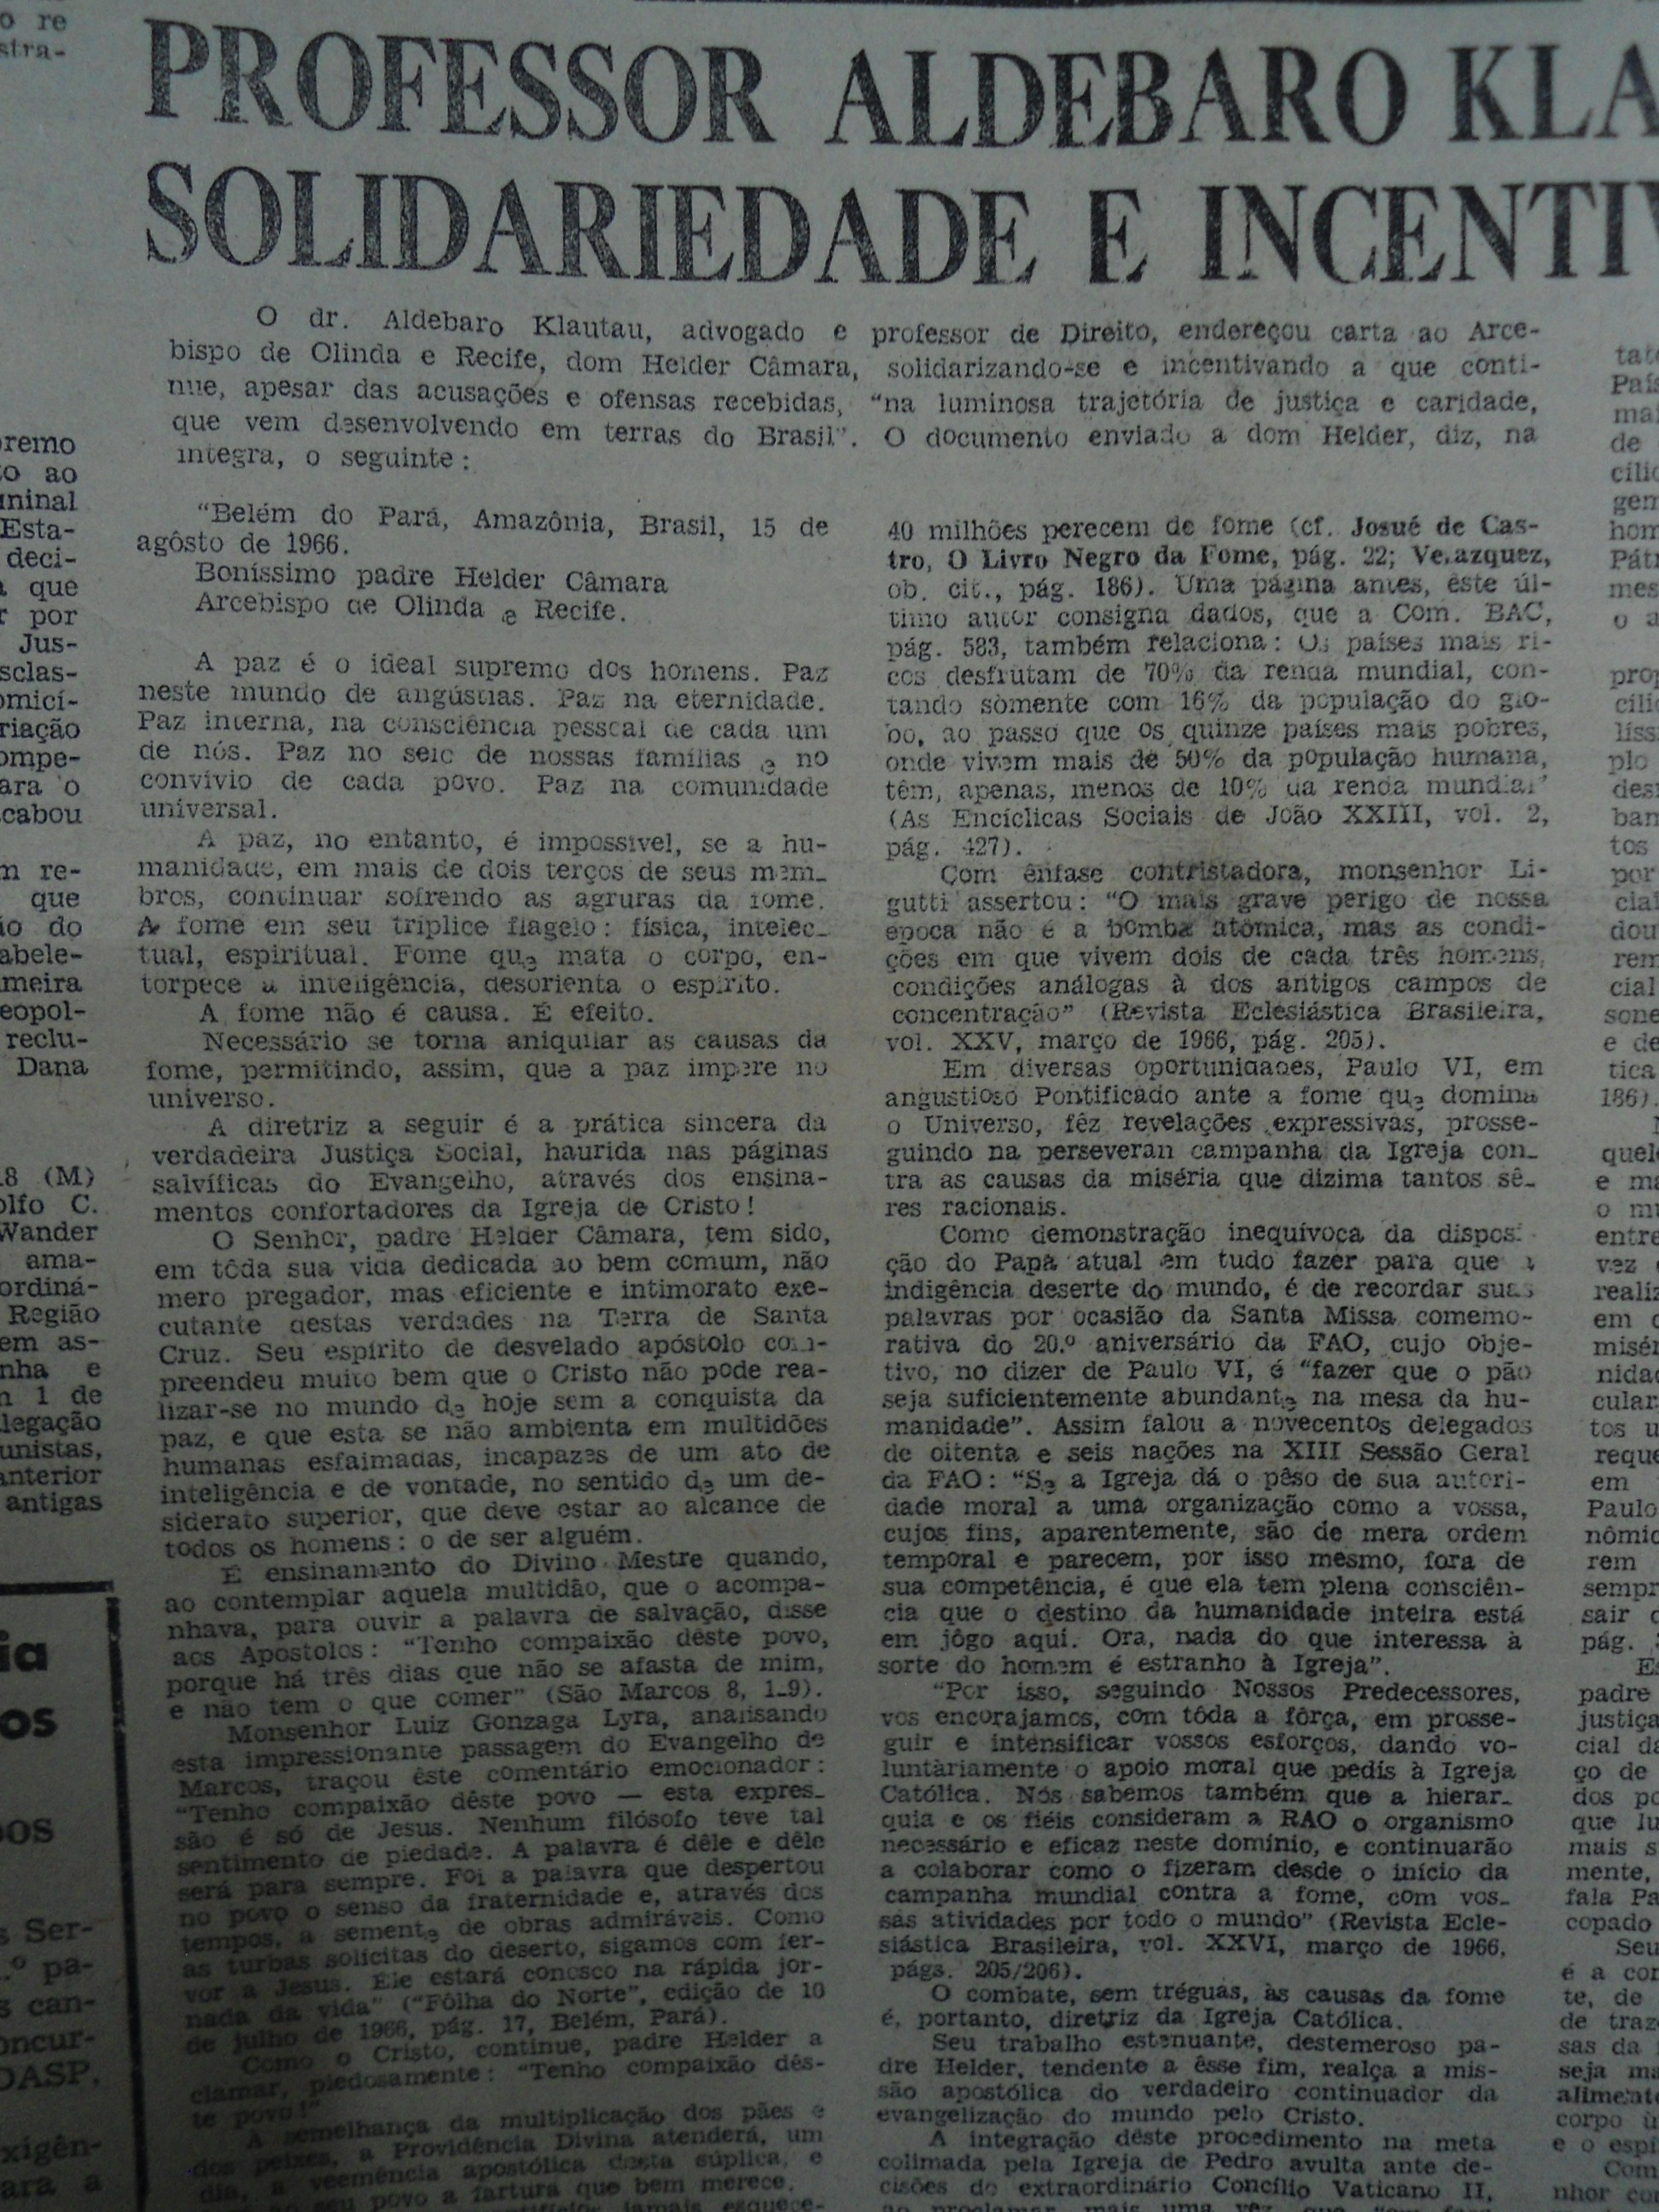 PROFESSOR ALDEBARO KLA
SOLIDARIEDADE E INCENTIV
O dr. Aldebaro Klautau, advogado e professor de Direito, endereçou carta ao Arce-
bispo de Olinda e Recife, dom Helder Câmara, solidarizando-se e incentivando a que conti-
nue, apesar das acusações e ofensas recebidas, "na luminosa trajetória de justiça e caridade,
que vem desenvolvendo em terras do Brasil". O documento enviado a dom Helder, diz, na
integra, o seguinte:
"Belém do Pará, Amazônia, Brasil, 15 de
agôsto de 1966.
Boníssimo padre Helder Câmara
Arcebispo de Olinda e Recife.
A paz é o ideal supremo dos homens. Paz
neste mundo de angústias. Paz na eternidade.
Paz interna, na consciência pessoal de cada um
de nós. Paz no seio de nossas famílias e no
convívio de cada povo. Paz na comunidade
universal.
A paz, no entanto, é impossível, se a hu-
manidade, em mais de dois terços de seus mem-
bros, continuar sofrendo as agruras da fome.
A fome em seu tríplice flagelo: física, intelec-
tual, espiritual. Fome que mata o corpo, en-
torpece a inteligência, desorienta o espírito.
A fome não é causa. É efeito.
Necessário se torna aniquilar as causas da
fome, permitindo, assim, que a paz impere no
universo.
A diretriz a seguir é a prática sincera da
verdadeira Justiça Social, haurida nas páginas
salvíficas do Evangelho, através dos ensina-
mentos confortadores da Igreja de Cristo!
O Senhor, padre Helder Câmara, tem sido,
em tôda sua vida dedicada ao bem comum, não
mero pregador, mas eficiente e intimorato exe-
cutante destas verdades na Terra de Santa
Cruz. Seu espírito de desvelado apóstolo com-
preendeu muito bem que o Cristo não pode rea-
lizar-se no mundo de hoje sem a conquista da
paz, e que esta se não ambienta em multidões
humanas esfaimadas, incapazes de um ato de
inteligência e de vontade, no sentido de um de-
siderato superior, que deve estar ao alcance de
todos os homens: o de ser alguém.
É ensinamento do Divino Mestre quando,
ao contemplar aquela multidão, que o acompa-
nhava, para ouvir a palavra de salvação, disse
aos Apostolos: "Tenho compaixão dêste povo,
porque há três dias que não se afasta de mim,
e não tem o que comer" (São Marcos 8, 1-9).
Monsenhor Luiz Gonzaga Lyra, analisando
esta impressionante passagem do Evangelho de
Marcos, traçou êste comentário emocionador:
"Tenho compaixão dêste povo — esta expres-
são é só de Jesus. Nenhum filósofo teve tal
sentimento de piedade. A palavra é dêle e dêle
será para sempre. Foi a palavra que despertou
no povo o senso da fraternidade e, através dos
tempos, a semente de obras admiráveis. Como
as turbas solícitas do deserto, sigamos com fer-
vor a Jesus. Ele estará conosco na rápida jor-
nada da vida" ("Fôlha do Norte", edição de 10
de julho de 1966, pág. 17, Belém, Pará).
Como o Cristo, continue, padre Helder a
clamar, piedosamente: "Tenho compaixão dês-
te povo!"
A semelhança da multiplicação dos pães e
dos peixes, a Providência Divina atenderá, um
dia, a veemência apostólica desta súplica, e
seu povo a fartura que bem merece.
jamais esquece-
40 milhões perecem de fome (cf. Josué de Cas-
tro, O Livro Negro da Fome, pág. 22; Velazquez,
ob. cit., pág. 186). Uma página antes, êste úl-
timo autor consigna dados, que a Com. BAC,
pág. 583, também relaciona: Os países mais ri-
cos desfrutam de 70% da renda mundial, con-
tando sòmente com 16% da população do glo-
bo, ao passo que os quinze países mais pobres,
onde vivem mais de 50% da população humana,
têm, apenas, menos de 10% da renda mundial"
(As Encíclicas Sociais de João XXIII, vol. 2,
pág. 427).
Com ênfase contristadora, monsenhor Li-
gutti assertou: "O mais grave perigo de nossa
época não é a bomba atômica, mas as condi-
ções em que vivem dois de cada três homens,
condições análogas à dos antigos campos de
concentração" (Revista Eclesiástica Brasileira,
vol. XXV, março de 1966, pág. 205).
Em diversas oportunidades, Paulo VI, em
angustioso Pontificado ante a fome que domina
o Universo, fêz revelações expressivas, prosse-
guindo na perseveran campanha da Igreja con-
tra as causas da miséria que dizima tantos sê-
res racionais.
Como demonstração inequívoca da disposi-
ção do Papa atual em tudo fazer para que a
indigência deserte do mundo, é de recordar suas
palavras por ocasião da Santa Missa comemo-
rativa do 20.º aniversário da FAO, cujo obje-
tivo, no dizer de Paulo VI, é "fazer que o pão
seja suficientemente abundante na mesa da hu-
manidade". Assim falou a novecentos delegados
de oitenta e seis nações na XIII Sessão Geral
da FAO: "Se a Igreja dá o pêso de sua autori-
dade moral a uma organização como a vossa,
cujos fins, aparentemente, são de mera ordem
temporal e parecem, por isso mesmo, fora de
sua competência, é que ela tem plena consciên-
cia que o destino da humanidade inteira está
em jôgo aqui. Ora, nada do que interessa à
sorte do homem é estranho à Igreja".
"Por isso, seguindo Nossos Predecessores,
vos encorajamos, com tôda a fôrça, em prosse-
guir e intensificar vossos esforços, dando vo-
luntàriamente o apoio moral que pedis à Igreja
Católica. Nós sabemos também que a hierar-
quia e os fiéis consideram a RAO o organismo
necessário e eficaz neste domínio, e continuarão
a colaborar como o fizeram desde o início da
campanha mundial contra a fome, com vos-
sas atividades por todo o mundo" (Revista Ecle-
siástica Brasileira, vol. XXVI, março de 1966,
págs. 205/206).
O combate, sem tréguas, às causas da fome
é, portanto, diretriz da Igreja Católica.
Seu trabalho estenuante, destemeroso pa-
dre Helder, tendente a êsse fim, realça a mis-
são apostólica do verdadeiro continuador da
evangelização do mundo pelo Cristo.
A integração dêste procedimento na meta
colimada pela Igreja de Pedro avulta ante de-
cisões do extraordinário Concílio Vaticano II,